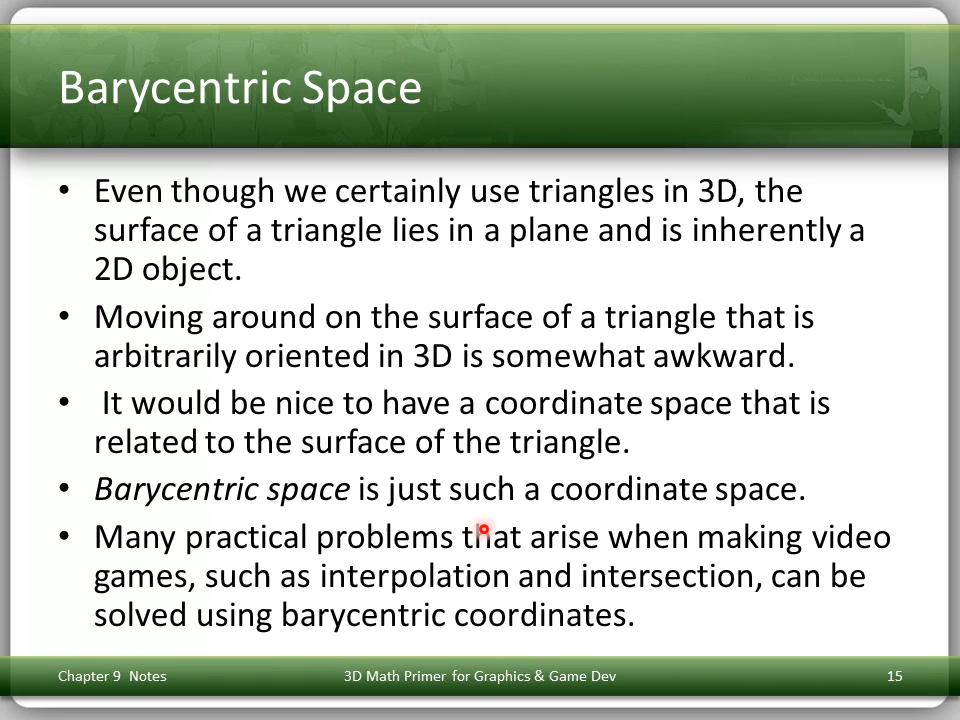 Barycentric Space
• Even though we certainly use triangles in 3D, the
surface of a triangle lies in a plane and is inherently a
2D object.
• Moving around on the surface of a triangle that is
arbitrarily oriented in 3D is somewhat awkward.
• It would be nice to have a coordinate space that is
related to the surface of the triangle.
• Barycentric space is just such a coordinate space.
• Many practical problems that arise when making video
games, such as interpolation and intersection, can be
solved using barycentric coordinates.
Chapter 9 Notes
3D Math Primer for Graphics & Game Dev
15